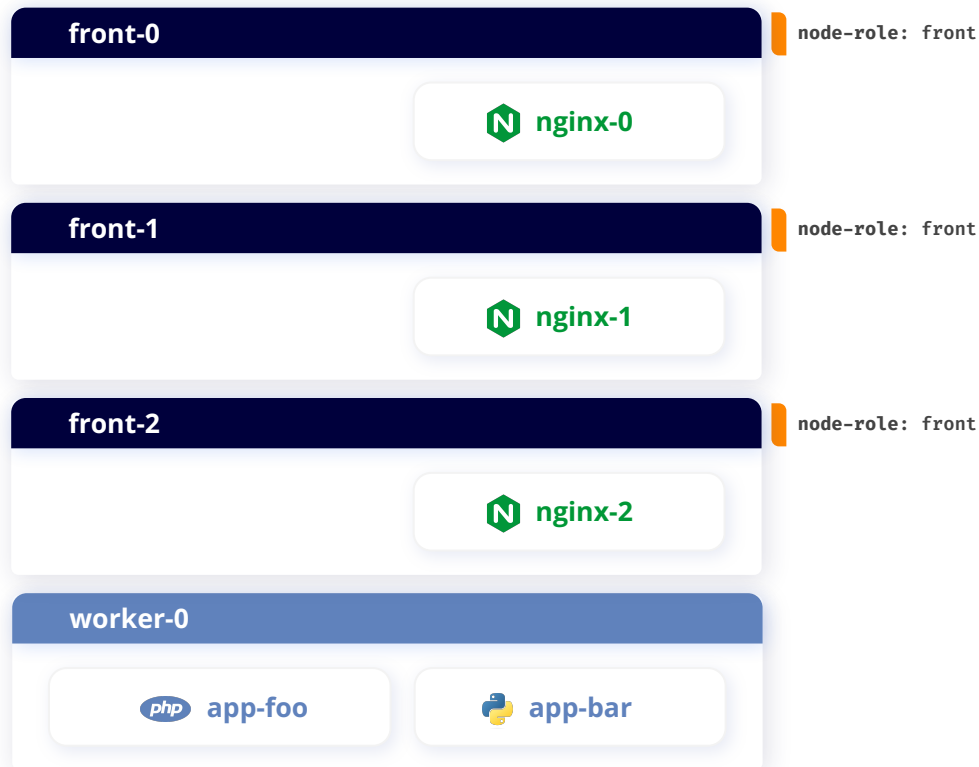 front-0
node-role: front
nginx-0
front-1
node-role: front
nginx-1
front-2
node-role: front
nginx-2
worker-0
php app-foo
app-bar